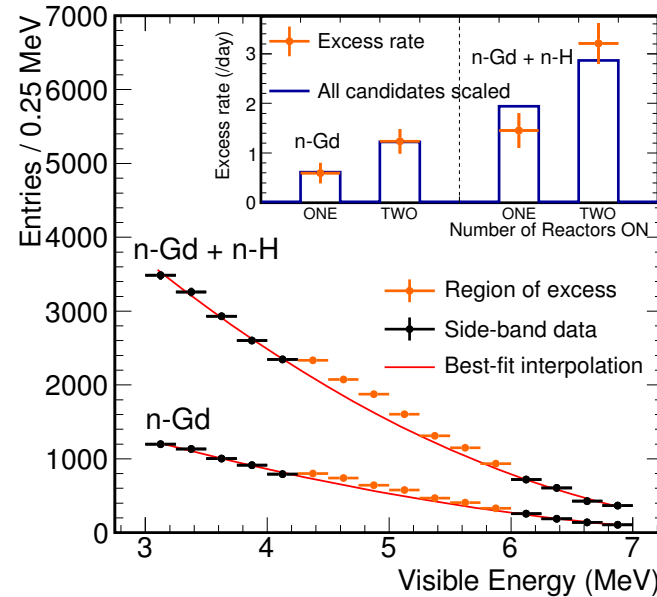 7000
6000
5000
4000
3000
2000
1000
0
Entries / 0.25 MeV
3
4
5
6
7
Visible Energy (MeV)
n-Gd + n-H
n-Gd
Region of excess
Side-band data
Best-fit interpolation
Excess rate (/day)
3
2
1
0
Excess rate
All candidates scaled
n-Gd
n-Gd + n-H
ONE
TWO
ONE
TWO
Number of Reactors ON